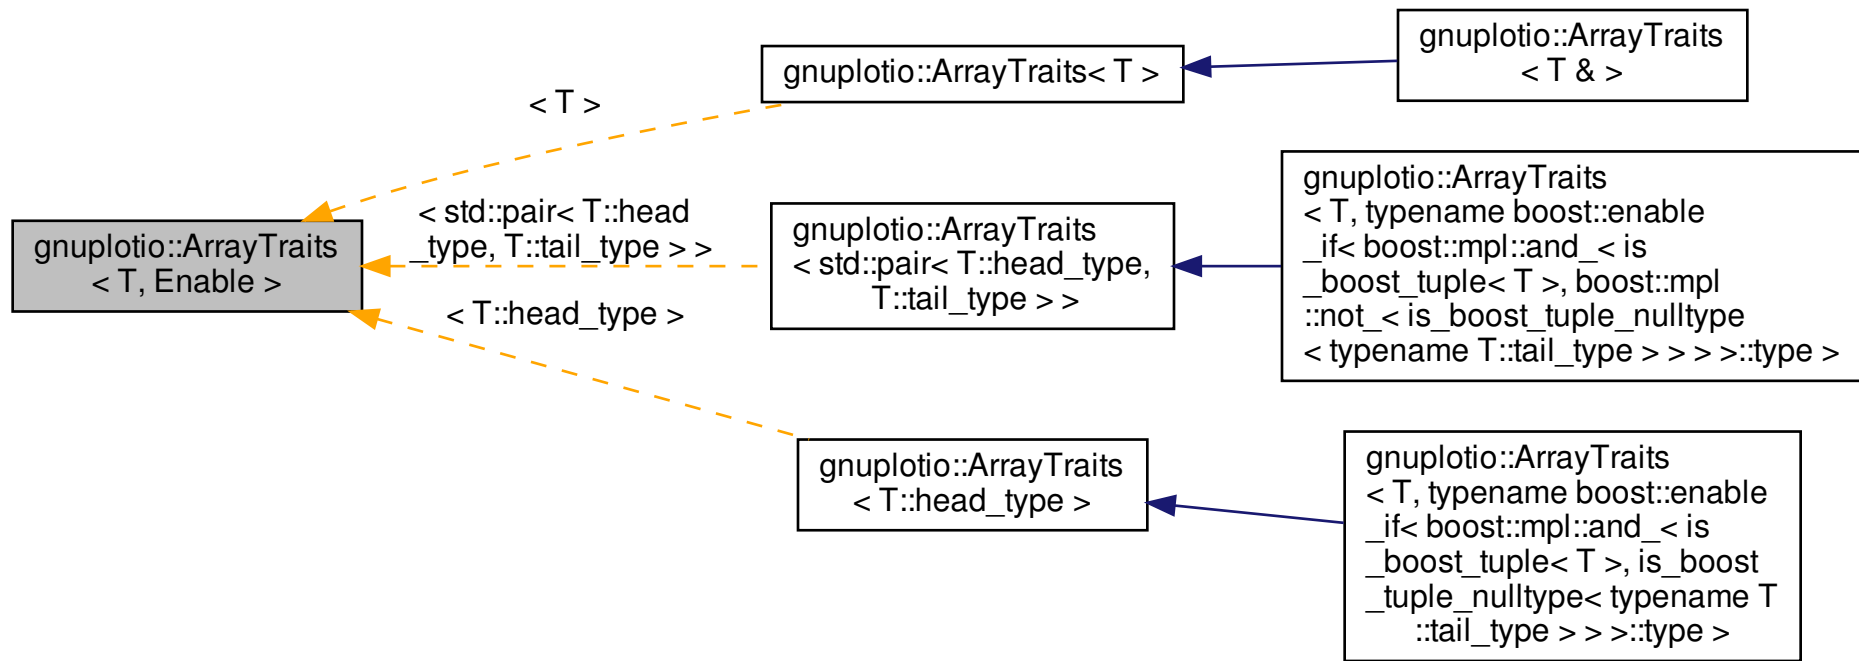 gnuplotio::ArrayTraits
< T, Enable >
< T >
< std::pair< T::head
_type, T::tail_type > >
< T::head_type >
gnuplotio::ArrayTraits< T >
gnuplotio::ArrayTraits
< std::pair< T::head_type,
T::tail_type > >
gnuplotio::ArrayTraits
< T::head_type >
gnuplotio::ArrayTraits
< T & >
gnuplotio::ArrayTraits
< T, typename boost::enable
_if< boost::mpl::and_< is
_boost_tuple< T >, boost::mpl
::not_< is_boost_tuple_nulltype
< typename T::tail_type > > > >::type >
gnuplotio::ArrayTraits
< T, typename boost::enable
_if< boost::mpl::and_< is
_boost_tuple< T >, is_boost
_tuple_nulltype< typename T
::tail_type > > >::type >